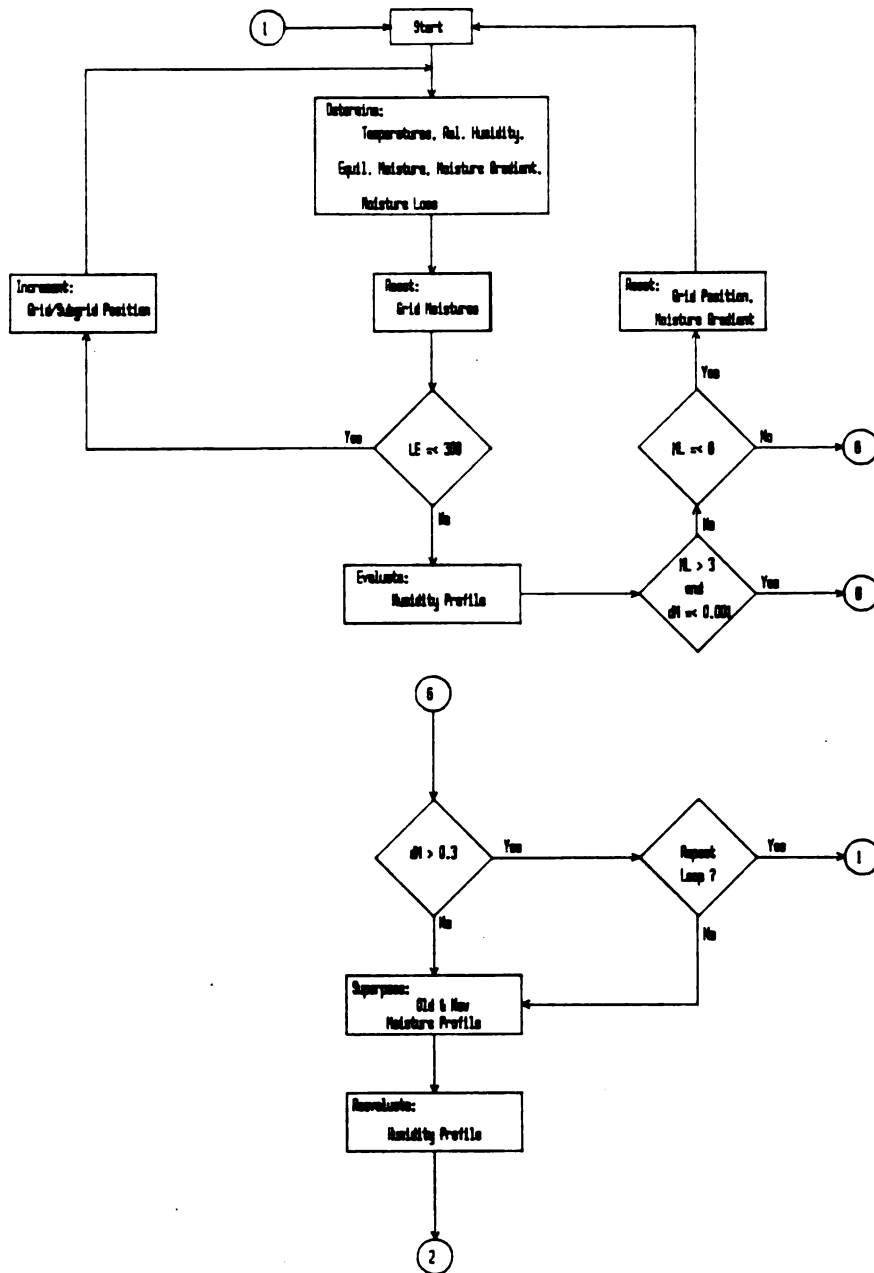 1
Start
Determine:
Temperatures, Rel. Humidity,
Equil. Moisture, Moisture Gradient,
Moisture Loss
Increment:
Grid/Subgrid Position
Reset:
Grid Moistures
Reset:
Grid Position,
Moisture Gradient
Yes
Yes
LE =< 300
ML =< 6
No
6
No
No
Evaluate:
Humidity Profile
ML > 3
and
dM =< 0.001
Yes
6
6
dM > 0.3
Yes
Repeat
Loop ?
Yes
1
No
No
Superpose:
Old & New
Moisture Profile
Reevaluate:
Humidity Profile
2